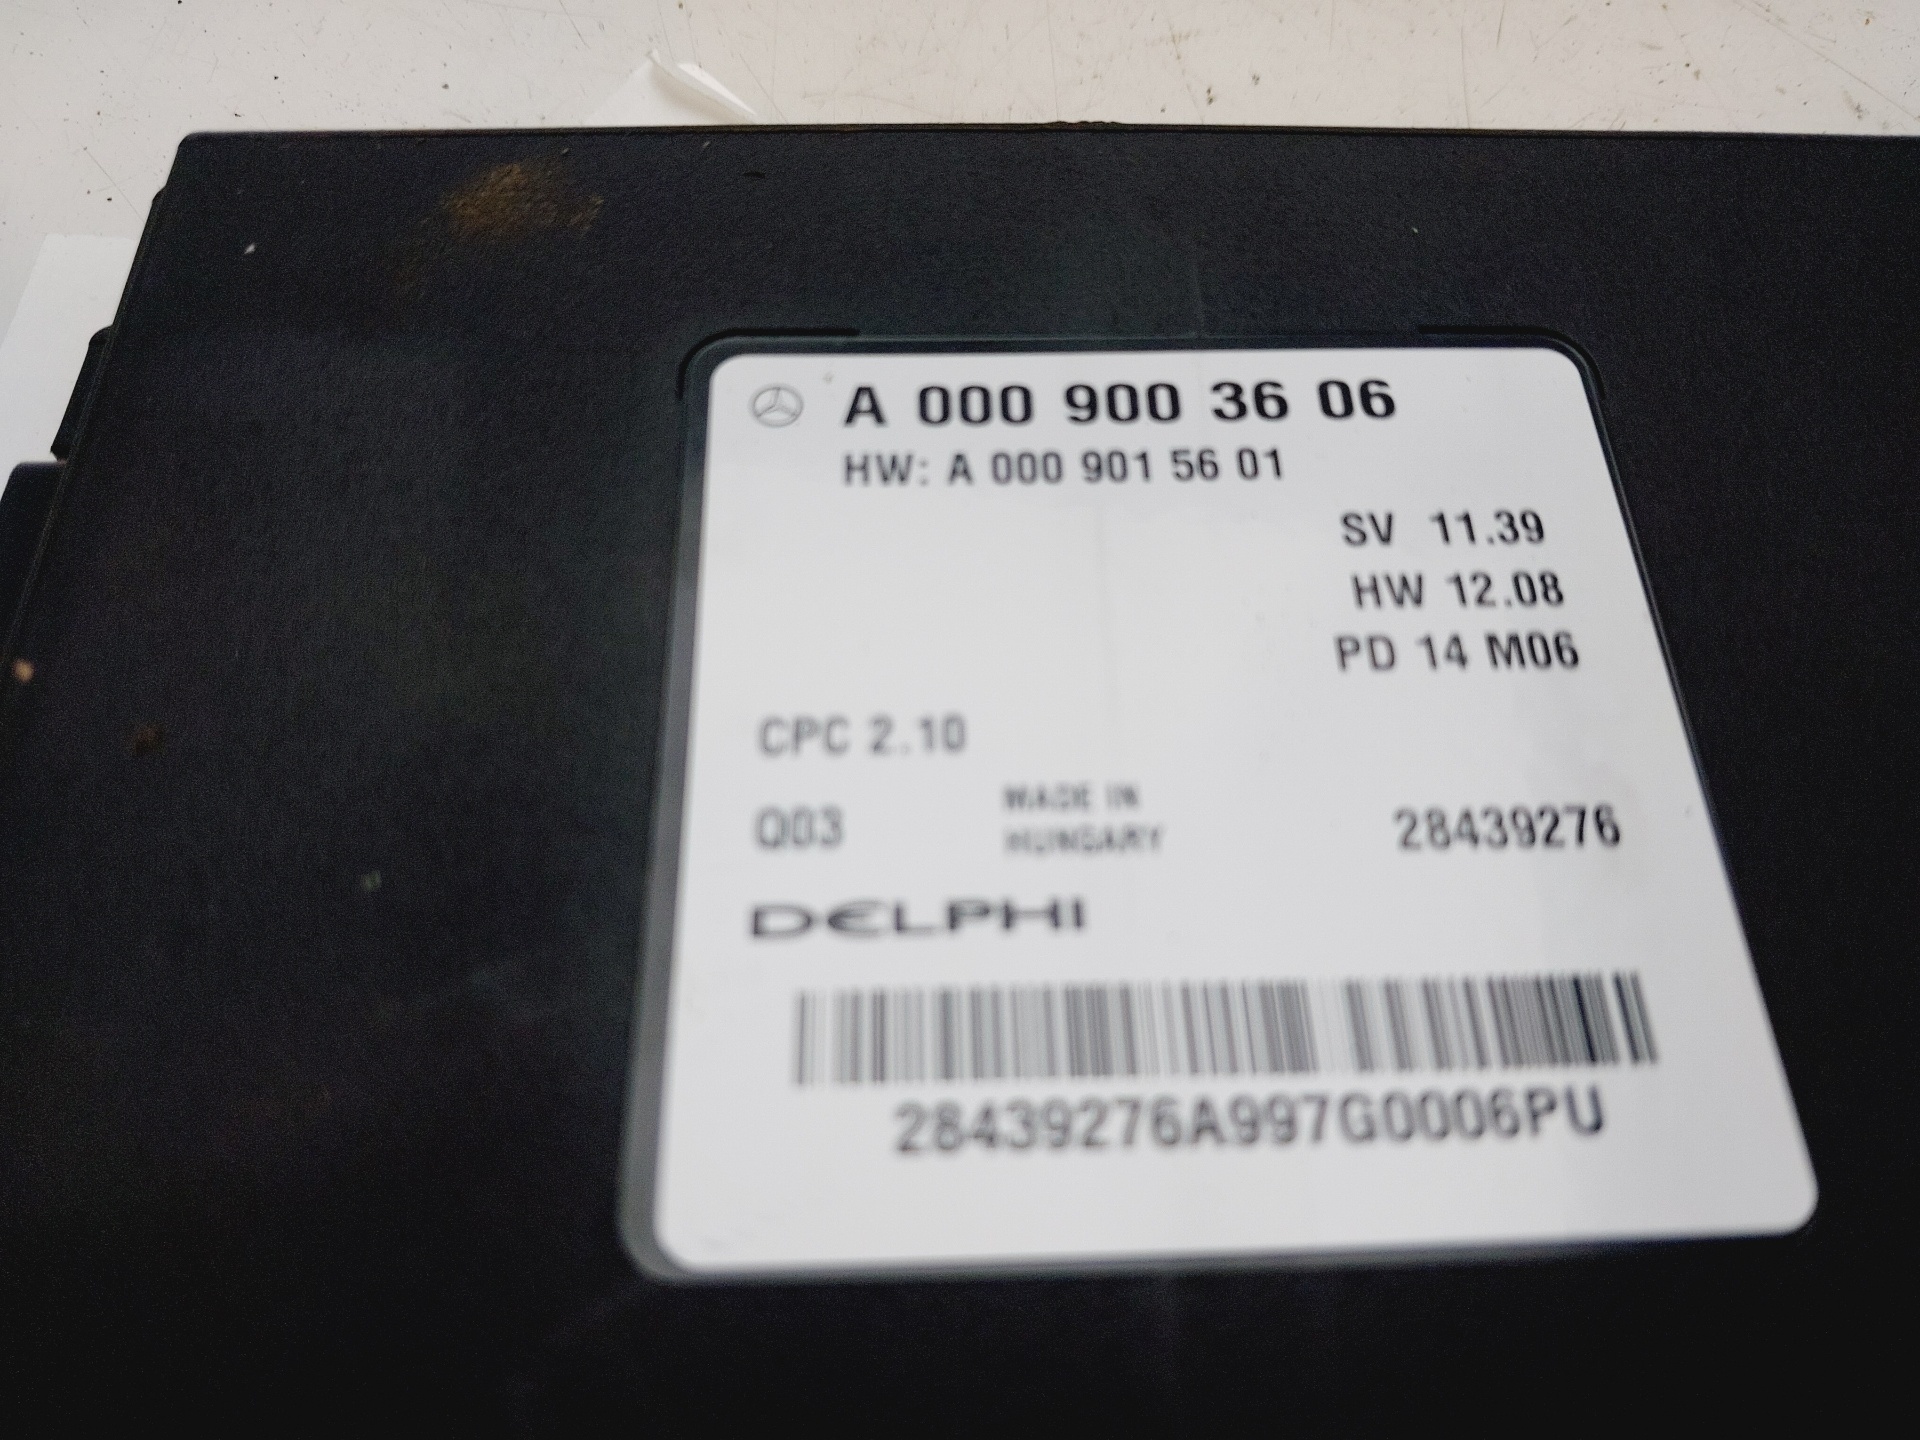 A 000 900 36 06
HW: A 000 901 56 01
SV 11.39
HW 12.08
PD 14 M06
CPC 2.10
Q03
MADE IN
HUNGARY
28439276
DELPHI
28439276A997G0006PU